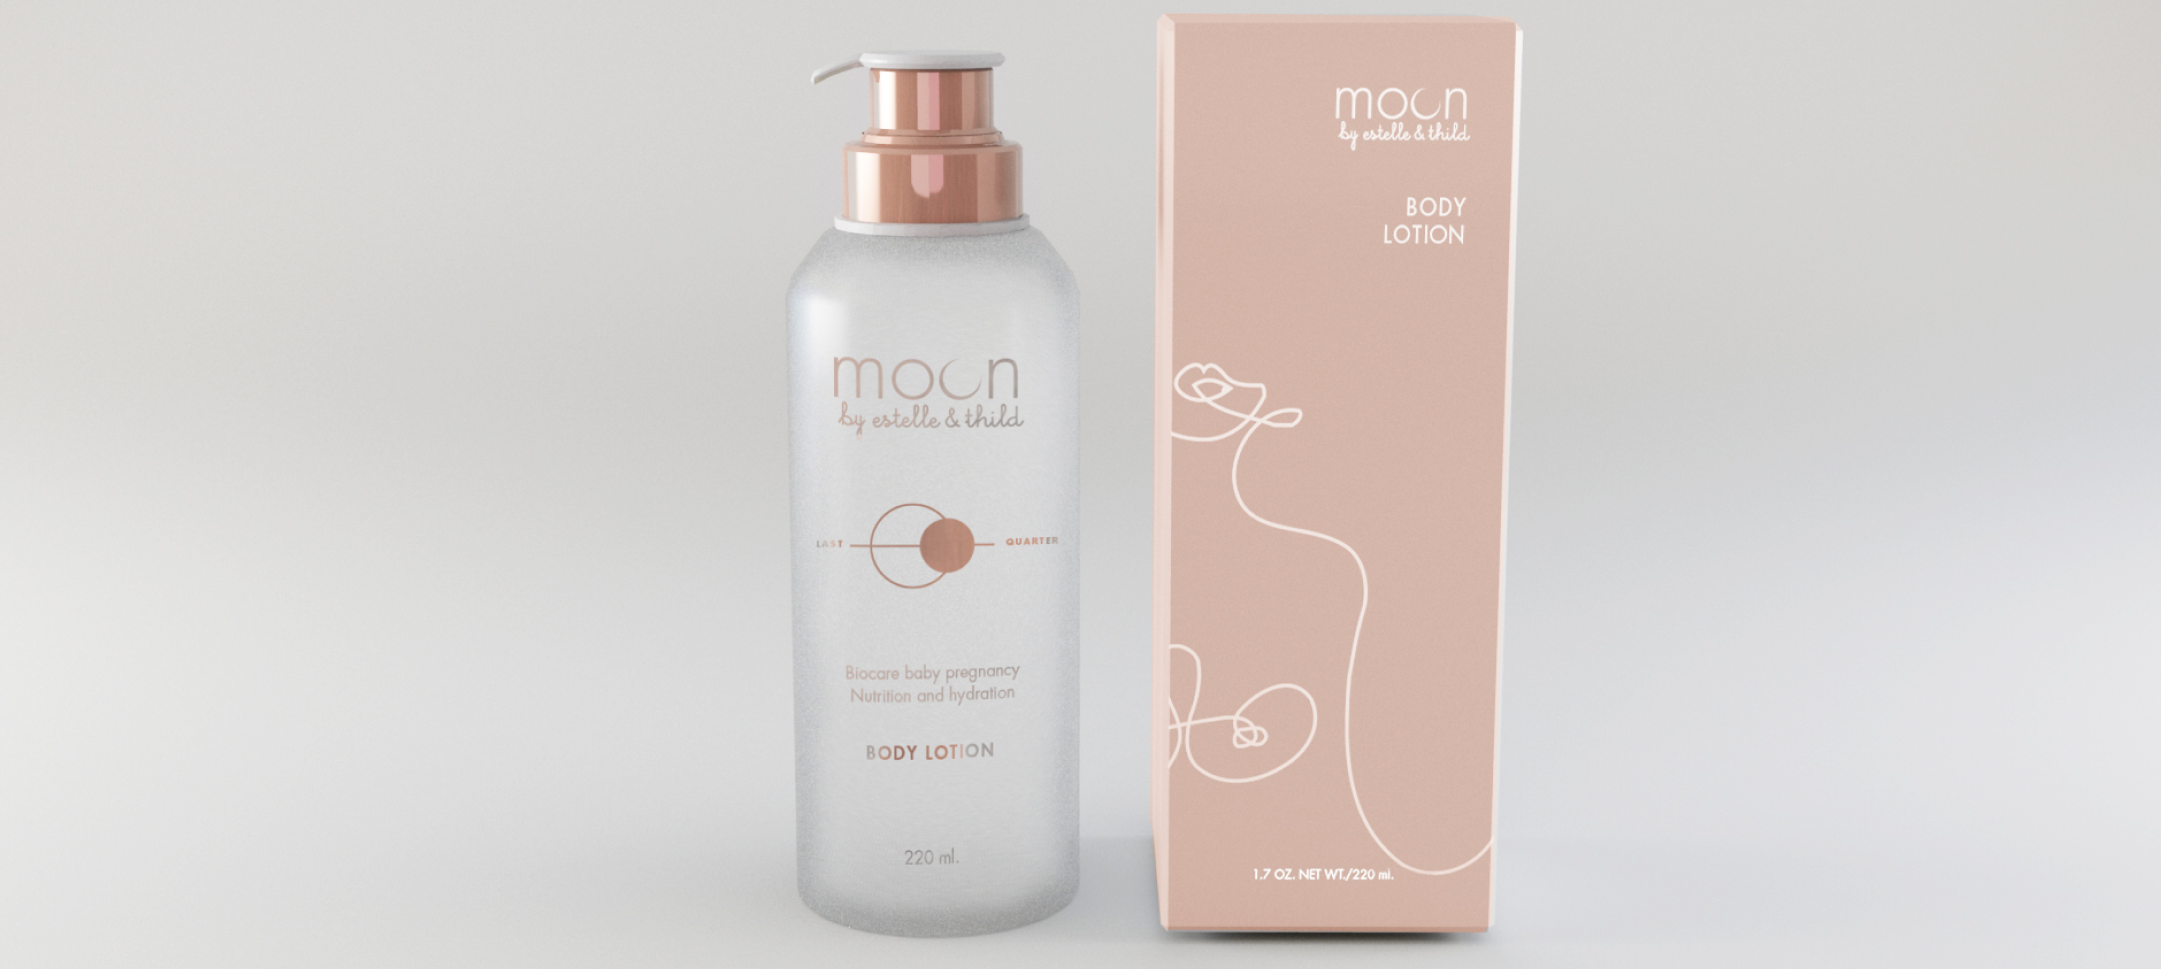 moon
by estelle & thild
LAST QUARTER
Biocare baby pregnancy
Nutrition and hydration
BODY LOTION
220 ml.
moon
by estelle & thild
BODY
LOTION
1.7 OZ. NET WT./220 ml.